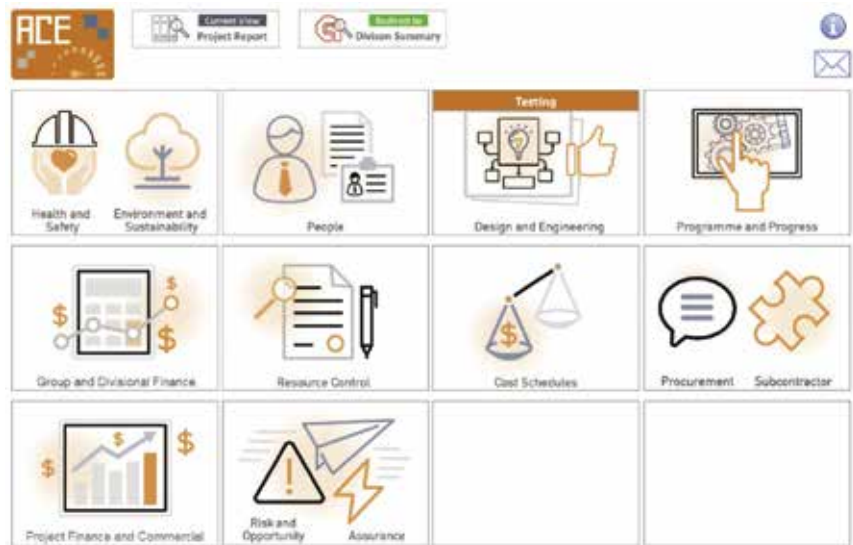 ACE
Current View
Project Report
Redirect to
Division Summary
Testing
Health and
Safety
Environment and
Sustainability
People
Design and Engineering
Programme and Progress
Group and Divisional Finance
Resource Control
Cost Schedules
Procurement
Subcontractor
Project Finance and Commercial
Risk and
Opportunity
Assurance